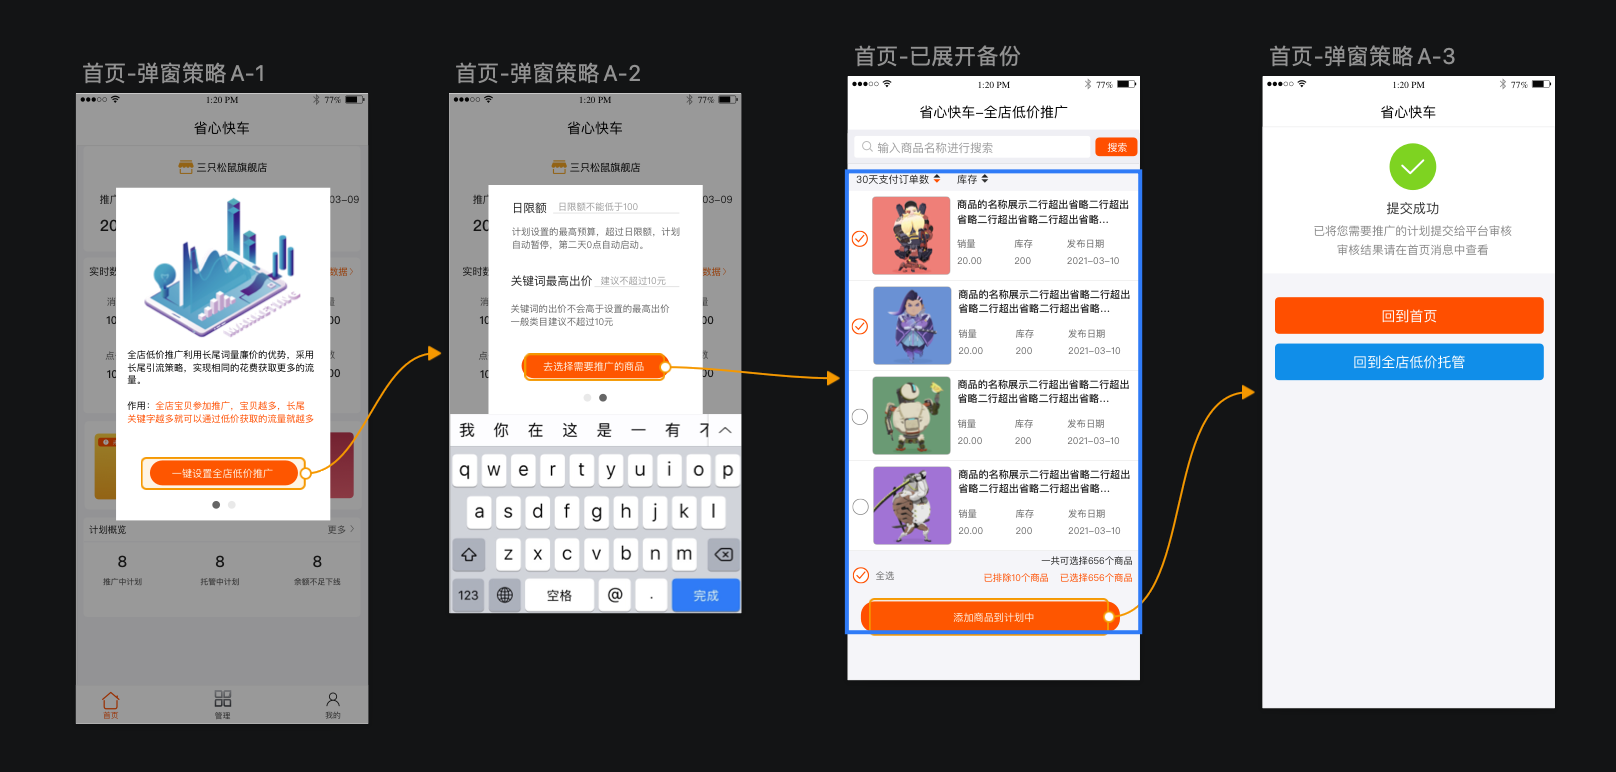 首页-弹窗策略A-1
1:20 PM
77%
省心快车
三只松鼠旗舰店
推广
03-09
20
实时数
数据
消
量
10
00
点
10
00
全店低价推广利用长尾词量廉价的优势，采用
长尾引流策略，实现相同的花费获取更多的流
量。
作用：全店宝贝参加推广，宝贝越多，长尾
关键字越多就可以通过低价获取的流量就越多
一键设置全店低价推广
计划概览
更多
8
8
8
推广中计划
托管中计划
余额不足下线
首页
管理
我的
首页-弹窗策略A-2
1:20 PM
77%
省心快车
三只松鼠旗舰店
推广
03-09
20
实时数
数据
日限额
日限额不能低于100
计划设置的最高预算，超过日限额，计划
自动暂停，第二天0点自动启动。
关键词最高出价
建议不超过10元
关键词的出价不会高于设置的最高出价
一般类目建议不超过10元
去选择需要推广的商品
我 你 在 这 是 一 有 不
q w e r t y u i o p
a s d f g h j k l
z x c v b n m
123
空格
@
.
完成
首页-已展开备份
1:20 PM
77%
省心快车-全店低价推广
输入商品名称进行搜索
搜索
30天支付订单数
库存
商品的名称展示二行超出省略二行超出
省略二行超出省略二行超出省略...
销量
库存
发布日期
20.00
200
2021-03-10
商品的名称展示二行超出省略二行超出
省略二行超出省略二行超出省略...
销量
库存
发布日期
20.00
200
2021-03-10
商品的名称展示二行超出省略二行超出
省略二行超出省略二行超出省略...
销量
库存
发布日期
20.00
200
2021-03-10
商品的名称展示二行超出省略二行超出
省略二行超出省略二行超出省略...
销量
库存
发布日期
20.00
200
2021-03-10
一共可选择656个商品
全选
已排除10个商品
已选择656个商品
添加商品到计划中
首页-弹窗策略A-3
1:20 PM
77%
省心快车
提交成功
已将您需要推广的计划提交给平台审核
审核结果请在首页消息中查看
回到首页
回到全店低价托管